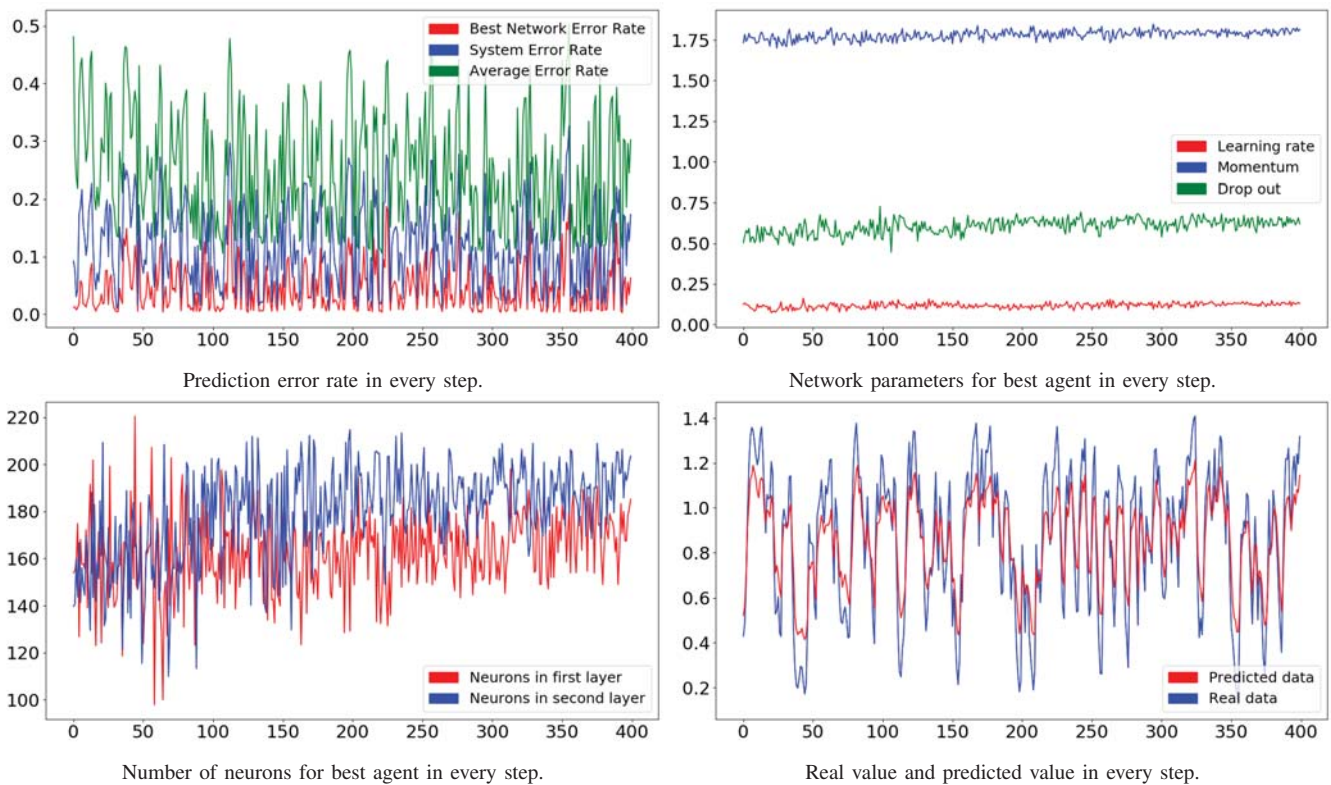 0.5
0.4
0.3
0.2
0.1
0.0
Best Network Error Rate
System Error Rate
Average Error Rate
0 50 100 150 200 250 300 350 400
Prediction error rate in every step.
1.75
1.50
1.25
1.00
0.75
0.50
0.25
0.00
Learning rate
Momentum
Drop out
0 50 100 150 200 250 300 350 400
Network parameters for best agent in every step.
220
200
180
160
140
120
100
Neurons in first layer
Neurons in second layer
0 50 100 150 200 250 300 350 400
Number of neurons for best agent in every step.
1.4
1.2
1.0
0.8
0.6
0.4
0.2
Predicted data
Real data
0 50 100 150 200 250 300 350 400
Real value and predicted value in every step.